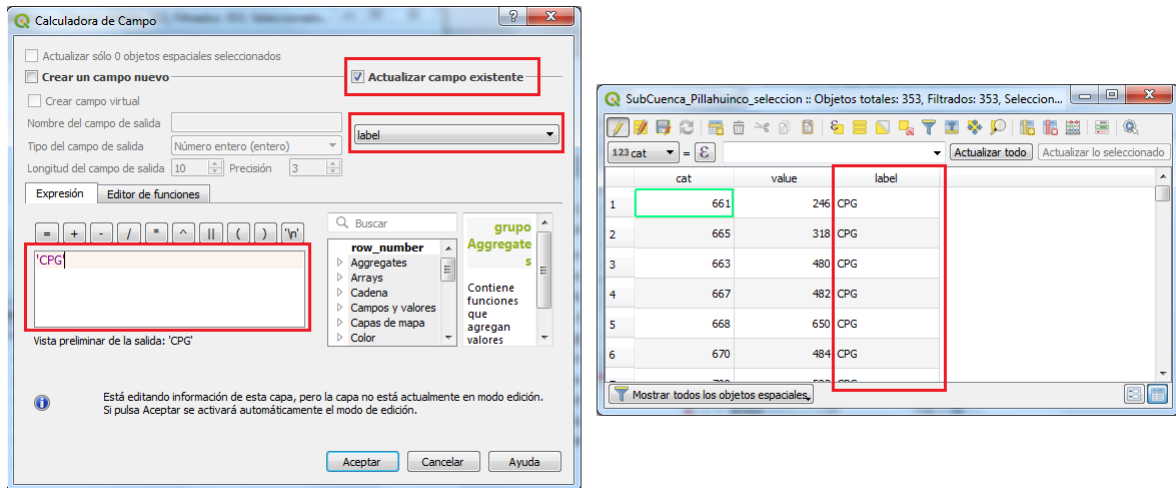 Calculadora de Campo
Actualizar sólo 0 objetos espaciales seleccionados
Crear un campo nuevo
Actualizar campo existente
Crear campo virtual
Nombre del campo de salida
label
Tipo del campo de salida Número entero (entero)
Longitud del campo de salida 10 Precisión 3
Expresión Editor de funciones
= + - / * ^ || ( ) '\n'
'CPG'
Vista preliminar de la salida: 'CPG'
Buscar
row_number
Aggregates
Arrays
Cadena
Campos y valores
Capas de mapa
Color
grupo
Aggregate
s
Contiene
funciones
que
agregan
valores
Está editando información de esta capa, pero la capa no está actualmente en modo edición.
Si pulsa Aceptar se activará automáticamente el modo de edición.
Aceptar Cancelar Ayuda
SubCuenca_Pillahuinco_seleccion :: Objetos totales: 353, Filtrados: 353, Seleccion...
123 cat = ε Actualizar todo Actualizar lo seleccionado
cat value label
1 661 246 CPG
2 665 318 CPG
3 663 480 CPG
4 667 482 CPG
5 668 650 CPG
6 670 484 CPG
Mostrar todos los objetos espaciales